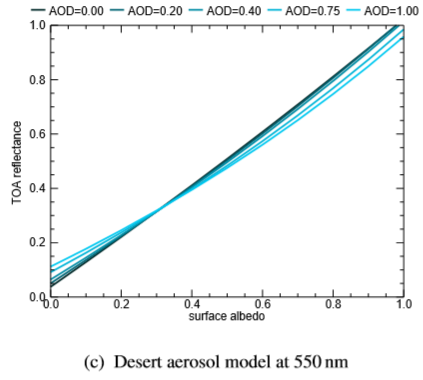 AOD=0.00 AOD=0.20 AOD=0.40 AOD=0.75 AOD=1.00
1.0
0.8
0.6
0.4
0.2
0.0
TOA reflectance
0.0 0.2 0.4 0.6 0.8 1.0
surface albedo
(c) Desert aerosol model at 550 nm